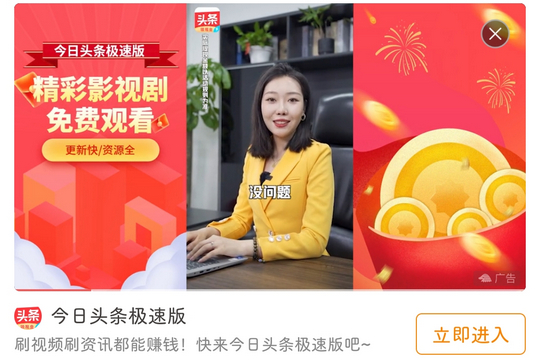 今日头条极速版
精彩影视剧
免费观看
更新快/资源全
头条
没问题
广告
头条
今日头条极速版
刷视频刷资讯都能赚钱！快来今日头条极速版吧~
立即进入